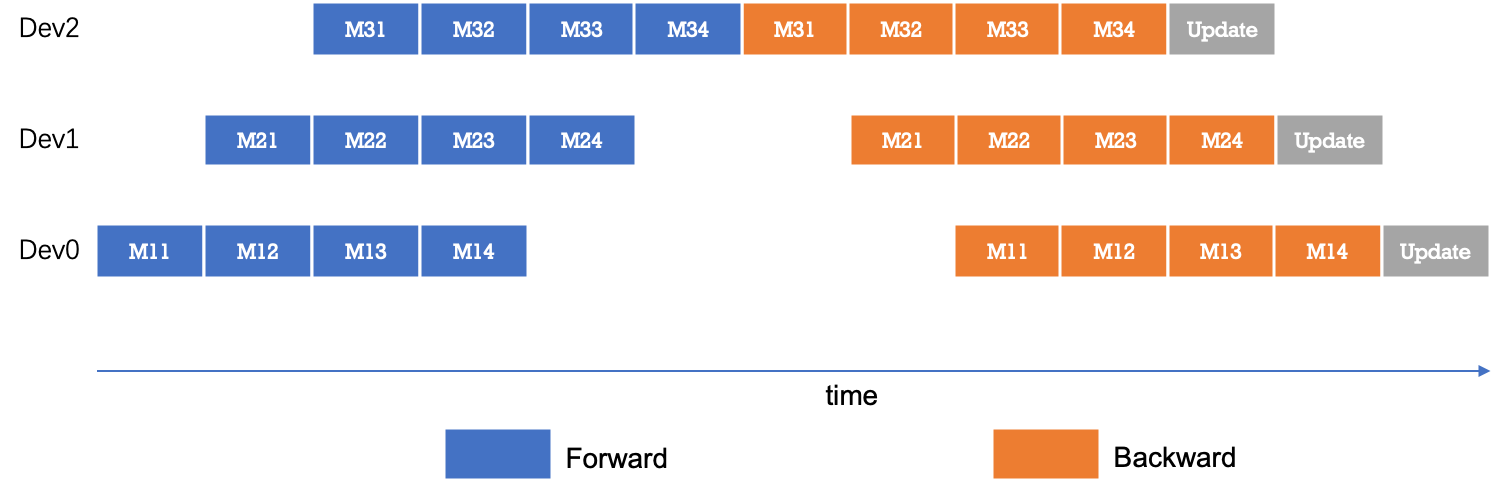 Dev2 M31 M32 M33 M34 M31 M32 M33 M34 Update
Dev1 M21 M22 M23 M24 M21 M22 M23 M24 Update
Dev0 M11 M12 M13 M14 M11 M12 M13 M14 Update
time
Forward Backward